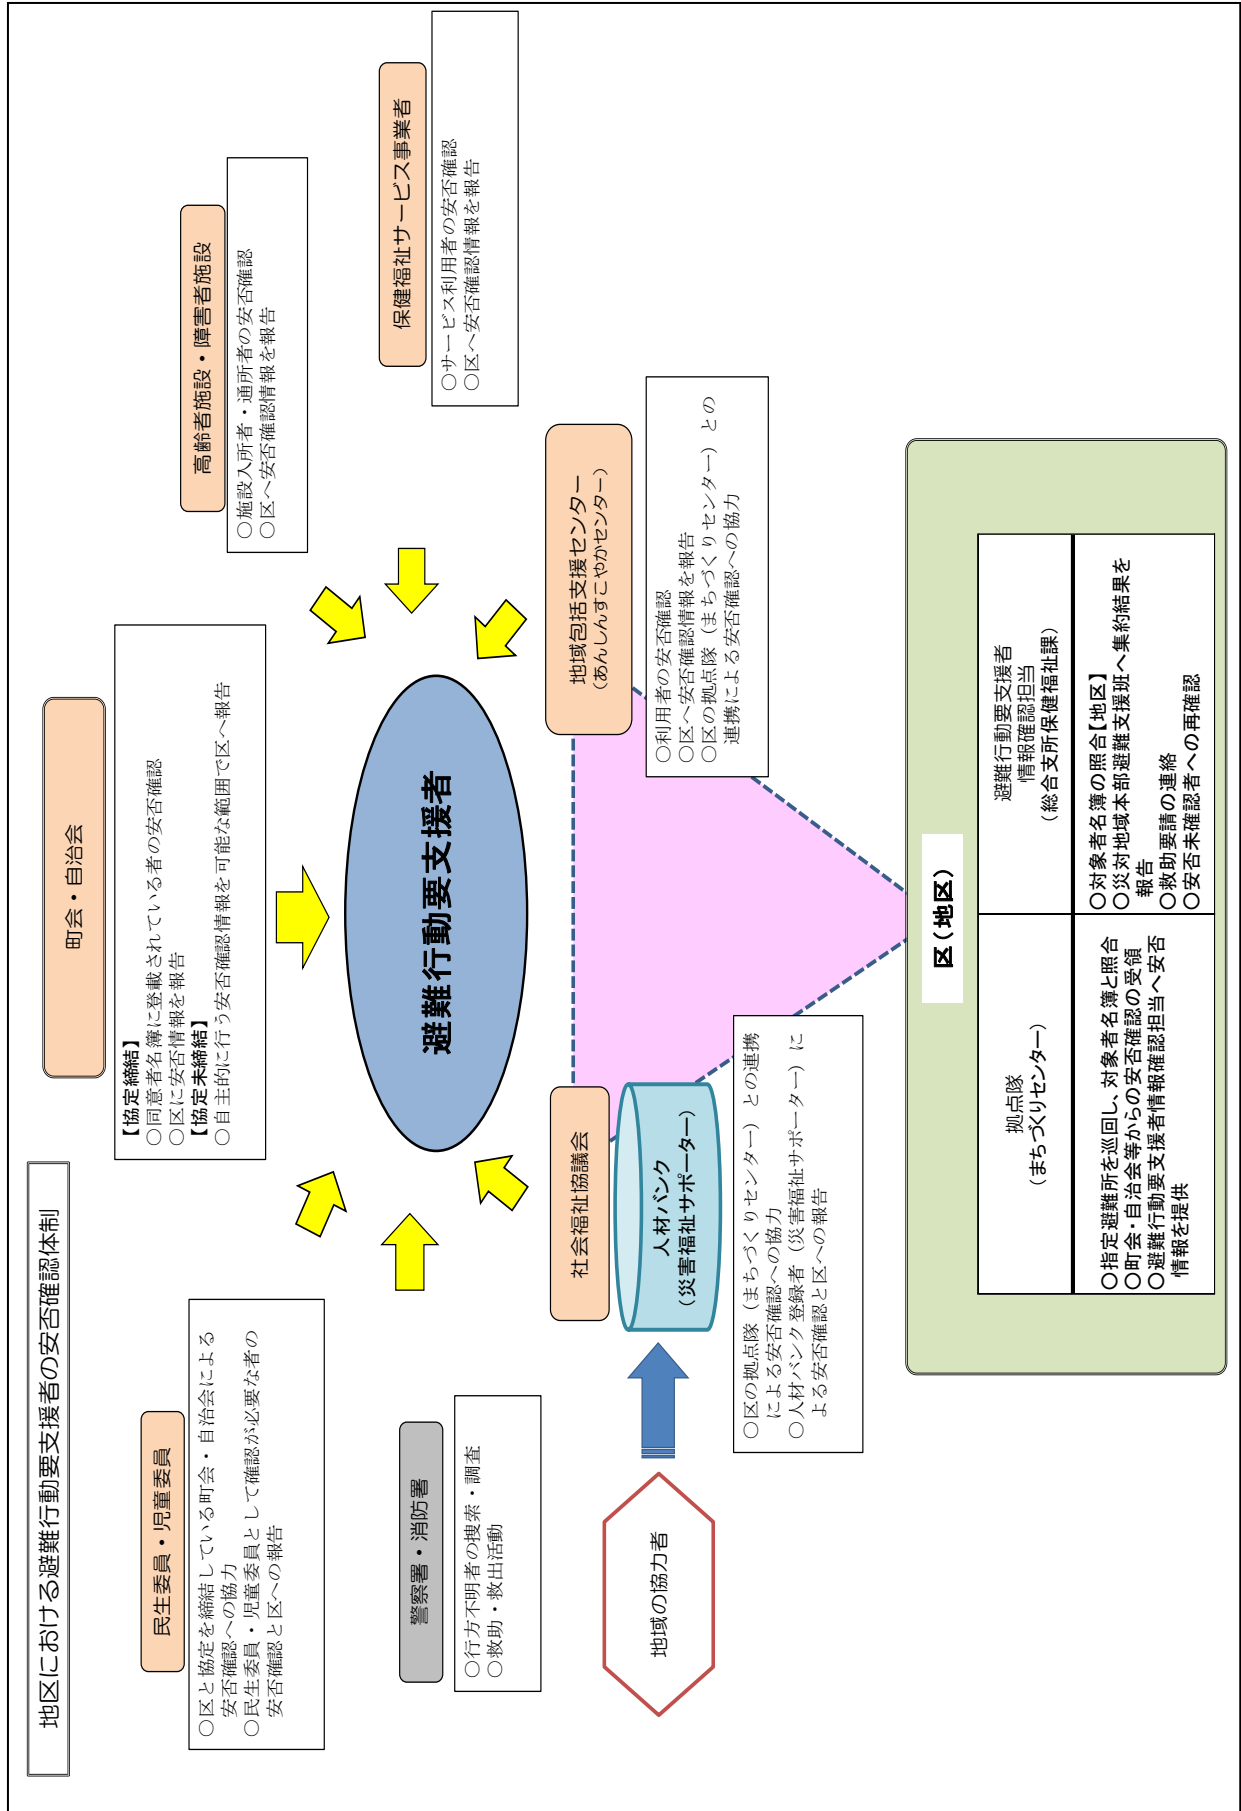 地区における避難行動要支援者の安否確認体制
民生委員・児童委員
○区と協定を締結している町会・自治会による
安否確認への協力
○民生委員・児童委員として確認が必要な者の
安否確認と区への報告
町会・自治会
【協定締結】
○同意者名簿に登載されている者の安否確認
○区に安否情報を報告
【協定未締結】
○自主的に行う安否確認情報を可能な範囲で区へ報告
高齢者施設・障害者施設
○施設入所者・通所者の安否確認
○区へ安否確認情報を報告
保健福祉サービス事業者
○サービス利用者の安否確認
○区へ安否確認情報を報告
警察署・消防署
○行方不明者の捜索・調査
○救助・救出活動
避難行動要支援者
地域の協力者
社会福祉協議会
人材バンク
(災害福祉サポーター)
○区の拠点隊（まちづくりセンター）との連携
による安否確認への協力
○人材バンク登録者（災害福祉サポーター）に
よる安否確認と区への報告
地域包括支援センター
(あんしんすこやかセンター)
○利用者の安否確認
○区へ安否確認情報を報告
○区の拠点隊（まちづくりセンター）との
連携による安否確認への協力
区(地区)
拠点隊
(まちづくりセンター)
○指定避難所を巡回し、対象者名簿と照合
○町会・自治会等からの安否確認の受領
○避難行動要支援者情報確認担当へ安否
情報を提供
避難行動要支援者
情報確認担当
(総合支所保健福祉課)
○対象者名簿の照合【地区】
○災対地域本部避難支援班へ集約結果を
報告
○救助要請の連絡
○安否未確認者への再確認